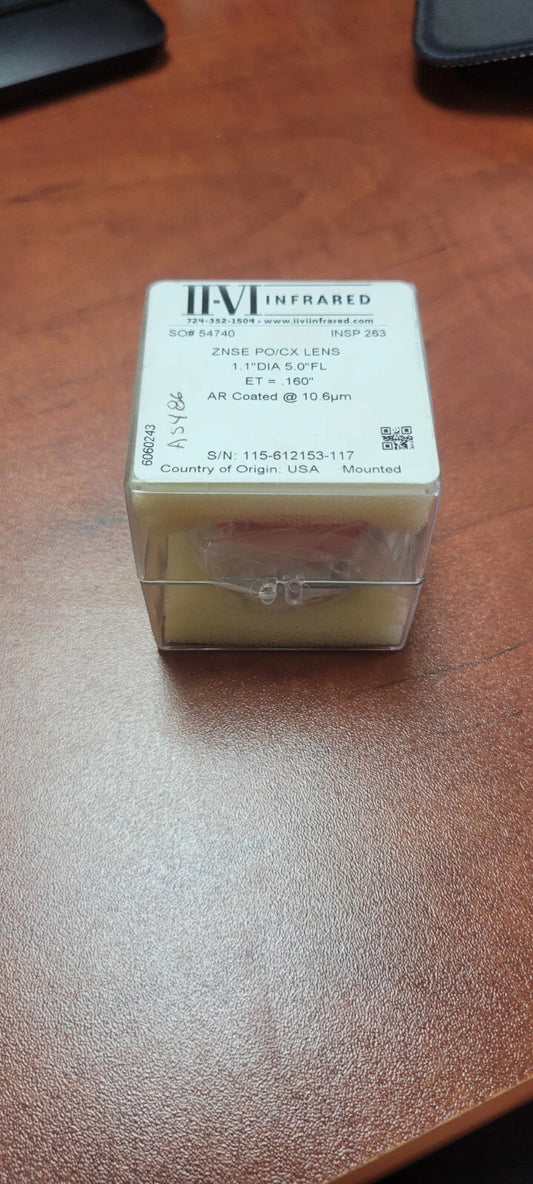 II-VI INFRARED
724-352-1504 • www.iiviinfrared.com
SO# 54740 INSP 263
ZNSE PO/CX LENS
1.1"DIA 5.0"FL
ET = .160"
AR Coated @ 10.6µm
6060243
A5486
S/N: 115-612153-117
Country of Origin: USA Mounted